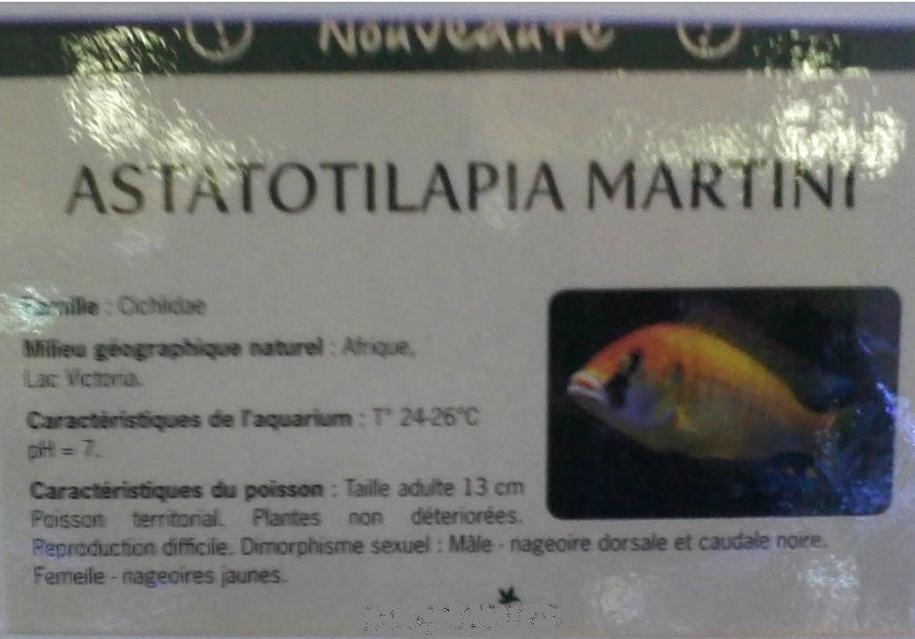 Nouveauté
ASTATOTILAPIA MARTINI
Famille : Cichlidae
Milieu géographique naturel : Afrique,
Lac Victoria.
Caractéristiques de l'aquarium : T° 24-26°C
pH = 7.
Caractéristiques du poisson : Taille adulte 13 cm
Poisson territorial. Plantes non déteriorées.
Reproduction difficile. Dimorphisme sexuel : Mâle - nageoire dorsale et caudale noire.
Femelle - nageoires jaunes.